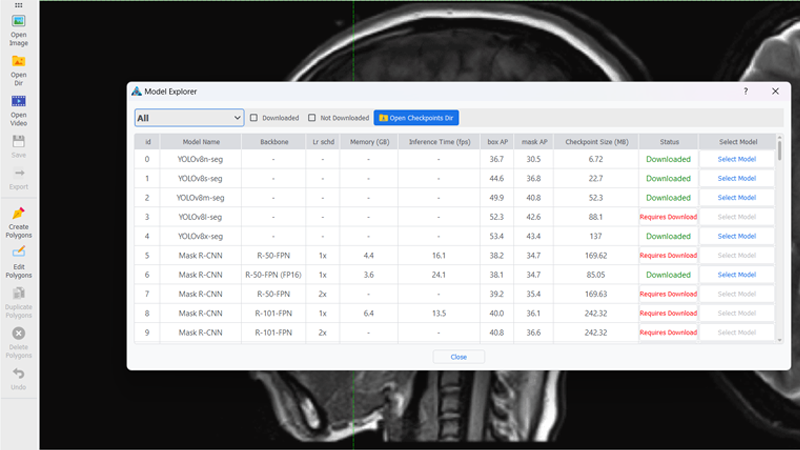 Open
Image
Open
Dir
Open
Video
Save
Export
Create
Polygons
Edit
Polygons
Duplicate
Polygons
Delete
Polygons
Undo
Model Explorer ?
All Downloaded Not Downloaded Open Checkpoints Dir
id Model Name Backbone Lr schd Memory (GB) Inference Time (fps) box AP mask AP Checkpoint Size (MB) Status Select Model
0 YOLOv8n-seg - - - - 36.7 30.5 6.72 Downloaded Select Model
1 YOLOv8s-seg - - - - 44.6 36.8 22.7 Downloaded Select Model
2 YOLOv8m-seg - - - - 49.9 40.8 52.3 Downloaded Select Model
3 YOLOv8l-seg - - - - 52.3 42.6 88.1 Requires Download Select Model
4 YOLOv8x-seg - - - - 53.4 43.4 137 Downloaded Select Model
5 Mask R-CNN R-50-FPN 1x 4.4 16.1 38.2 34.7 169.62 Requires Download Select Model
6 Mask R-CNN R-50-FPN (FP16) 1x 3.6 24.1 38.1 34.7 85.05 Downloaded Select Model
7 Mask R-CNN R-50-FPN 2x - - 39.2 35.4 169.63 Requires Download Select Model
8 Mask R-CNN R-101-FPN 1x 6.4 13.5 40.0 36.1 242.32 Requires Download Select Model
9 Mask R-CNN R-101-FPN 2x - - 40.8 36.6 242.32 Requires Download Select Model
Close